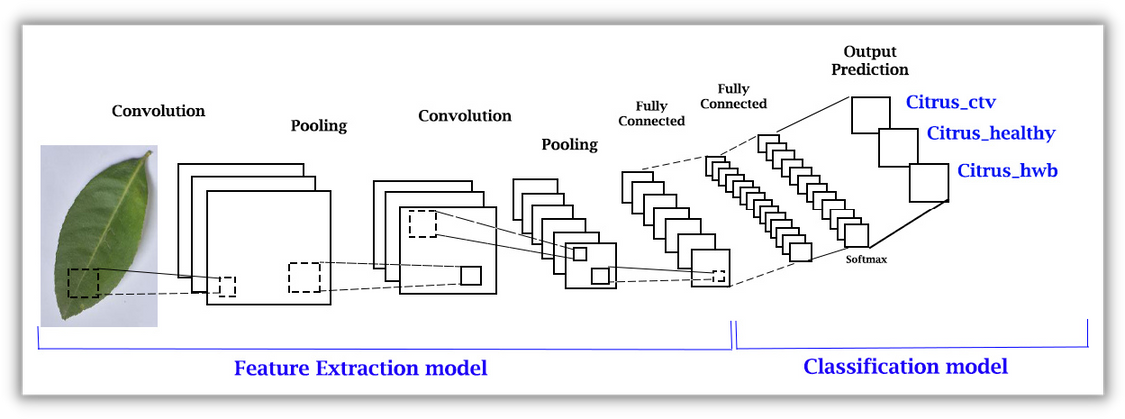 Convolution
Pooling
Convolution
Pooling
Fully
Connected
Fully
Connected
Output
Prediction
Citrus_ctv
Citrus_healthy
Citrus_hwb
Softmax
Feature Extraction model
Classification model